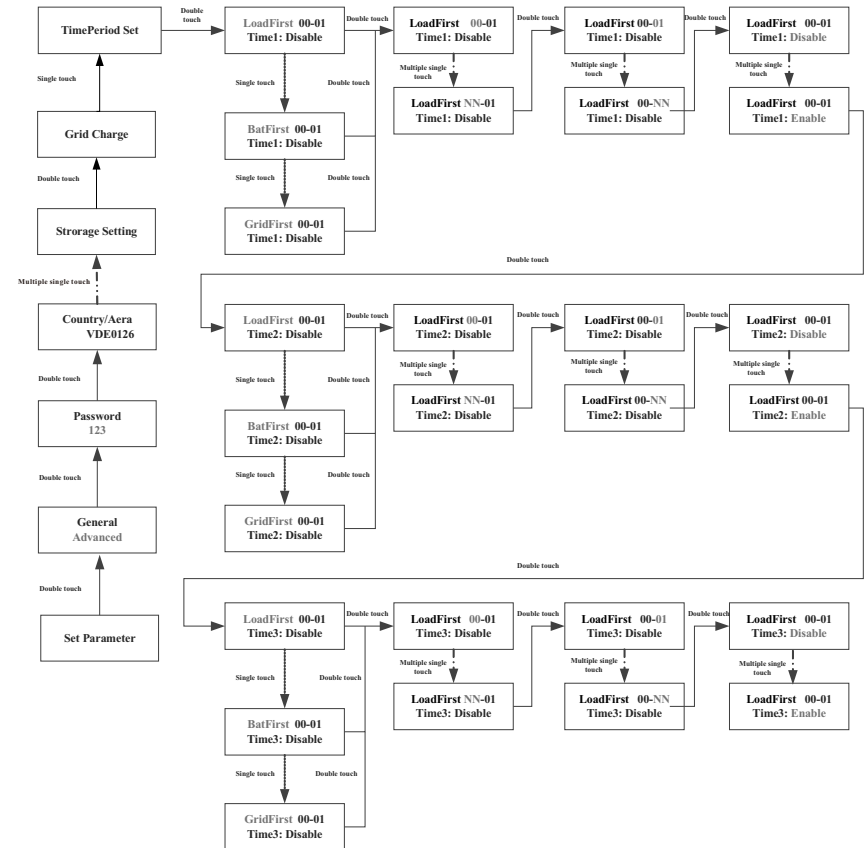 TimePeriod Set
Double touch
LoadFirst 00-01
Time1: Disable
Double touch
LoadFirst 00-01
Time1: Disable
Double touch
LoadFirst 00-01
Time1: Disable
Double touch
LoadFirst 00-01
Time1: Disable
Single touch
Single touch
Double touch
Multiple single touch
Multiple single touch
Multiple single touch
LoadFirst NN-01
Time1: Disable
LoadFirst 00-NN
Time1: Disable
LoadFirst 00-01
Time1: Enable
Grid Charge
BatFirst 00-01
Time1: Disable
Double touch
Single touch
Double touch
Strorage Setting
GridFirst 00-01
Time1: Disable
Double touch
Multiple single touch
Country/Aera
VDE0126
LoadFirst 00-01
Time2: Disable
Double touch
LoadFirst 00-01
Time2: Disable
Double touch
LoadFirst 00-01
Time2: Disable
Double touch
LoadFirst 00-01
Time2: Disable
Double touch
Single touch
Double touch
Multiple single touch
Multiple single touch
Multiple single touch
LoadFirst NN-01
Time2: Disable
LoadFirst 00-NN
Time2: Disable
LoadFirst 00-01
Time2: Enable
Password
123
BatFirst 00-01
Time2: Disable
Double touch
Single touch
Double touch
General
Advanced
GridFirst 00-01
Time2: Disable
Double touch
Double touch
Set Parameter
LoadFirst 00-01
Time3: Disable
Double touch
LoadFirst 00-01
Time3: Disable
Double touch
LoadFirst 00-01
Time3: Disable
Double touch
LoadFirst 00-01
Time3: Disable
Single touch
Double touch
Multiple single touch
Multiple single touch
Multiple single touch
LoadFirst NN-01
Time3: Disable
LoadFirst 00-NN
Time3: Disable
LoadFirst 00-01
Time3: Enable
BatFirst 00-01
Time3: Disable
Single touch
Double touch
GridFirst 00-01
Time3: Disable